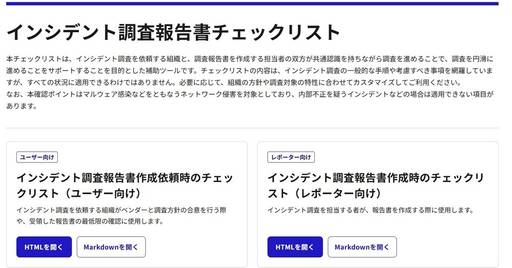 インシデント調査報告書チェックリスト
本チェックリストは、インシデント調査を依頼する組織と、調査報告書を作成する担当者の双方が共通認識を持ちながら調査を進めることで、調査を円滑に
進めることをサポートすることを目的とした補助ツールです。チェックリストの内容は、インシデント調査の一般的な手順や考慮すべき事項を網羅していま
すが、すべての状況に適用できるわけではありません。必要に応じて、組織の方針や調査対象の特性に合わせてカスタマイズしてご利用ください。
なお、本確認ポイントはマルウェア感染などをともなうネットワーク侵害を対象としており、内部不正を疑うインシデントなどの場合は適用できない項目が
あります。
ユーザー向け
インシデント調査報告書作成依頼時のチェッ
クリスト（ユーザー向け）
インシデント調査を依頼する組織がベンダーと調査方針の合意を行う際
や、受領した報告書の最低限の確認に使用します。
HTMLを開く
Markdownを開く
レポーター向け
インシデント調査報告書作成時のチェックリ
スト（レポーター向け）
インシデント調査を担当する者が、報告書を作成する際に使用します。
HTMLを開く
Markdownを開く